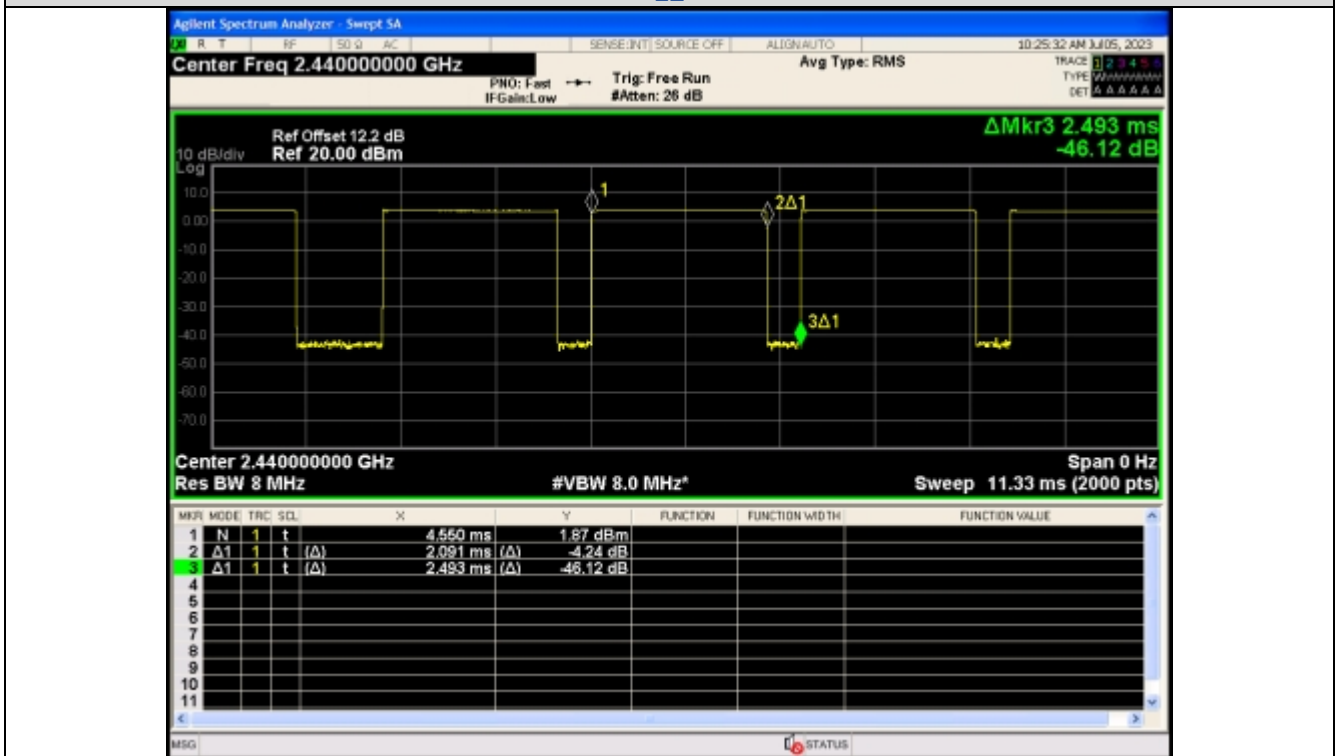 Agilent Spectrum Analyzer - Swept SA
R T RF 50 Ω AC SENSE:INT SOURCE OFF ALIGN AUTO 10:25:32 AM Jul 05, 2023
Center Freq 2.440000000 GHz Avg Type: RMS TRACE 1 2 3 4 5 6
PNO: Fast Trig: Free Run TYPE
IFGain:Low #Atten: 26 dB DET A A A A A A
ΔMkr3 2.493 ms
Ref Offset 12.2 dB
10 dB/div Ref 20.00 dBm -46.12 dB
Log
10.0
0.00
-10.0
-20.0
-30.0
-40.0
-50.0
-60.0
-70.0
1
2Δ1
3Δ1
Center 2.440000000 GHz Span 0 Hz
Res BW 8 MHz #VBW 8.0 MHz* Sweep 11.33 ms (2000 pts)
MKR MODE TRC SCL X Y FUNCTION FUNCTION WIDTH FUNCTION VALUE
1 N 1 t 4.550 ms 1.87 dBm
2 Δ1 1 t (Δ) 2.091 ms (Δ) -4.24 dB
3 Δ1 1 t (Δ) 2.493 ms (Δ) -46.12 dB
4
5
6
7
8
9
10
11
MSG STATUS